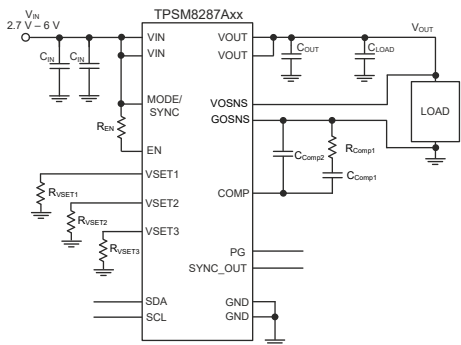 TPSM8287Axx
VIN
2.7 V – 6 V
CIN
CIN
VIN
VIN
MODE/
SYNC
REN
EN
VSET1
RVSET1
VSET2
RVSET2
VSET3
RVSET3
SDA
SCL
VOUT
VOUT
VOUT
COUT
CLOAD
VOSNS
GOSNS
LOAD
CComp2
RComp1
CComp1
COMP
PG
SYNC_OUT
GND
GND